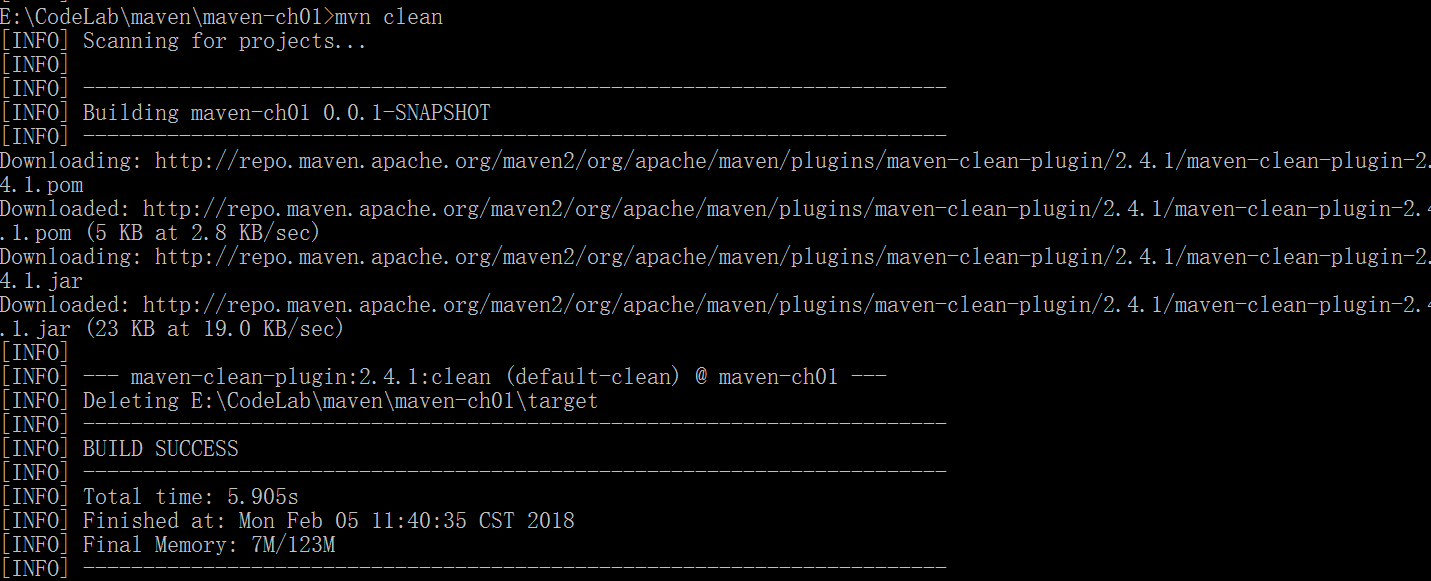 E:\CodeLab\maven\maven-ch01>mvn clean
[INFO] Scanning for projects...
[INFO]
[INFO] ------------------------------------------------------------------------
[INFO] Building maven-ch01 0.0.1-SNAPSHOT
[INFO] ------------------------------------------------------------------------
Downloading: http://repo.maven.apache.org/maven2/org/apache/maven/plugins/maven-clean-plugin/2.4.1/maven-clean-plugin-2.
4.1.pom
Downloaded: http://repo.maven.apache.org/maven2/org/apache/maven/plugins/maven-clean-plugin/2.4.1/maven-clean-plugin-2.4
.1.pom (5 KB at 2.8 KB/sec)
Downloading: http://repo.maven.apache.org/maven2/org/apache/maven/plugins/maven-clean-plugin/2.4.1/maven-clean-plugin-2.
4.1.jar
Downloaded: http://repo.maven.apache.org/maven2/org/apache/maven/plugins/maven-clean-plugin/2.4.1/maven-clean-plugin-2.4
.1.jar (23 KB at 19.0 KB/sec)
[INFO]
[INFO] --- maven-clean-plugin:2.4.1:clean (default-clean) @ maven-ch01 ---
[INFO] Deleting E:\CodeLab\maven\maven-ch01\target
[INFO] ------------------------------------------------------------------------
[INFO] BUILD SUCCESS
[INFO] ------------------------------------------------------------------------
[INFO] Total time: 5.905s
[INFO] Finished at: Mon Feb 05 11:40:35 CST 2018
[INFO] Final Memory: 7M/123M
[INFO] ------------------------------------------------------------------------